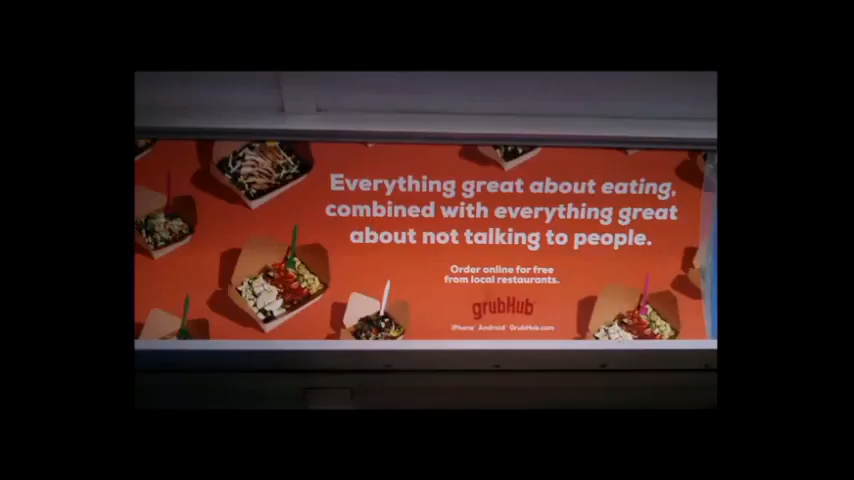 Everything great about eating,
combined with everything great
about not talking to people.
Order online for free
from local restaurants.
grubHub
iPhone® Android® GrubHub.com